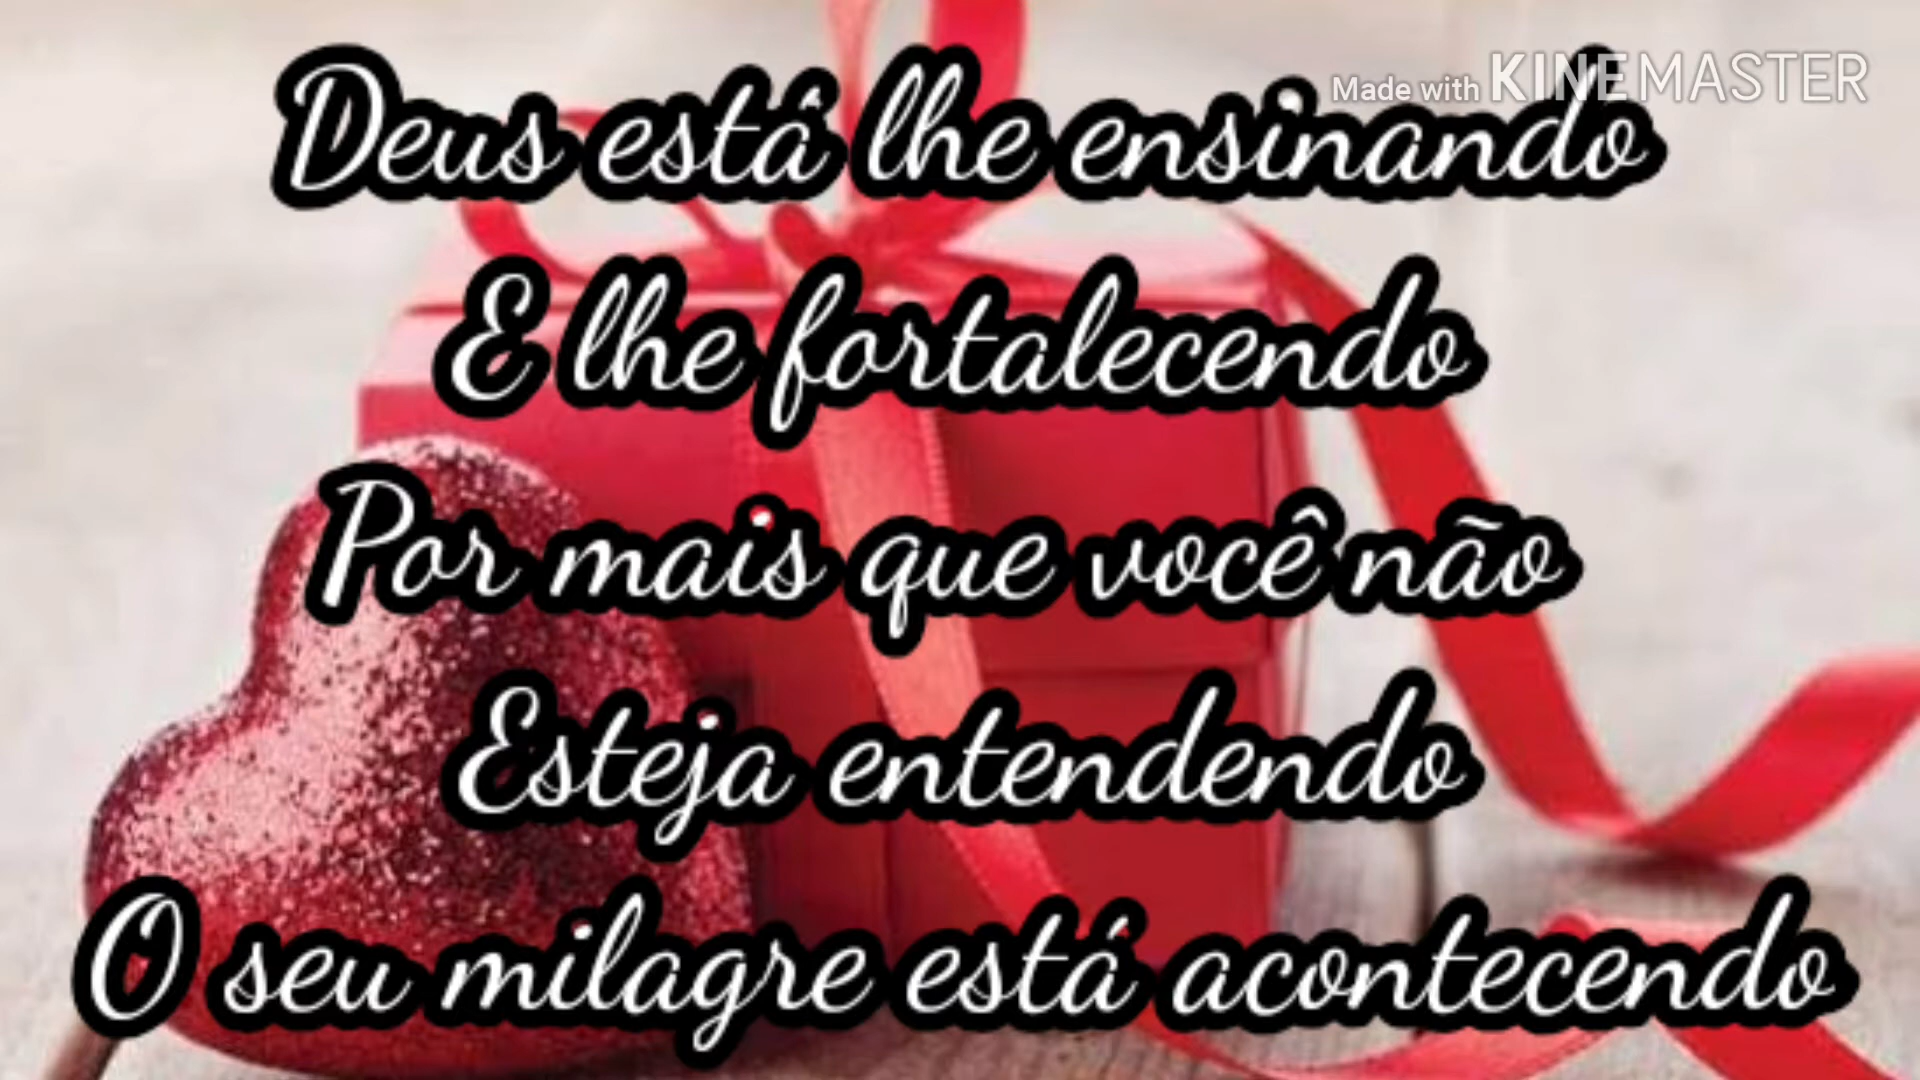 Made with KINEMASTER
Deus está lhe ensinando
E lhe fortalecendo
Por mais que você não
Esteja entendendo
O seu milagre está acontecendo